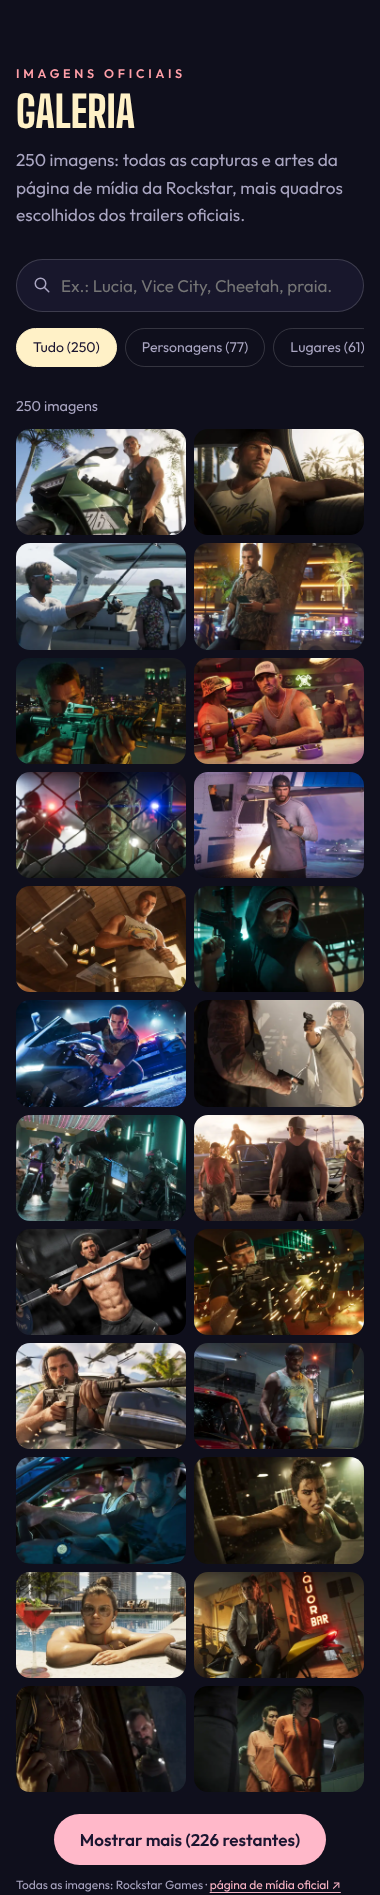 IMAGENS OFICIAIS
GALERIA
250 imagens: todas as capturas e artes da
página de mídia da Rockstar, mais quadros
escolhidos dos trailers oficiais.
Ex.: Lucia, Vice City, Cheetah, praia.
Tudo (250) Personagens (77) Lugares (61)
250 imagens
BAR
Mostrar mais (226 restantes)
Todas as imagens: Rockstar Games · página de mídia oficial ↗